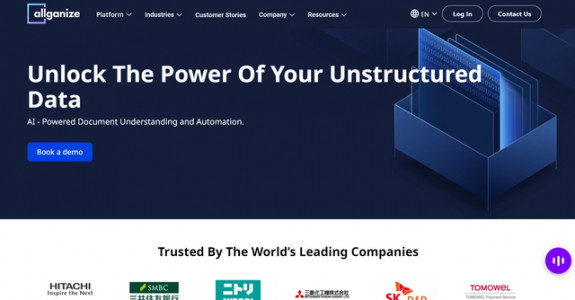 allganize
Platform
Industries
Customer Stories
Company
Resources
EN
Log In
Contact Us
Unlock The Power Of Your Unstructured
Data
AI - Powered Document Understanding and Automation.
Book a demo
Trusted By The World's Leading Companies
HITACHI
Inspire the Next
SMBC
三井住友銀行
ニトリ
三菱化工機株式会社
SK
TOMOWEL
TOMOWEL Payment Service